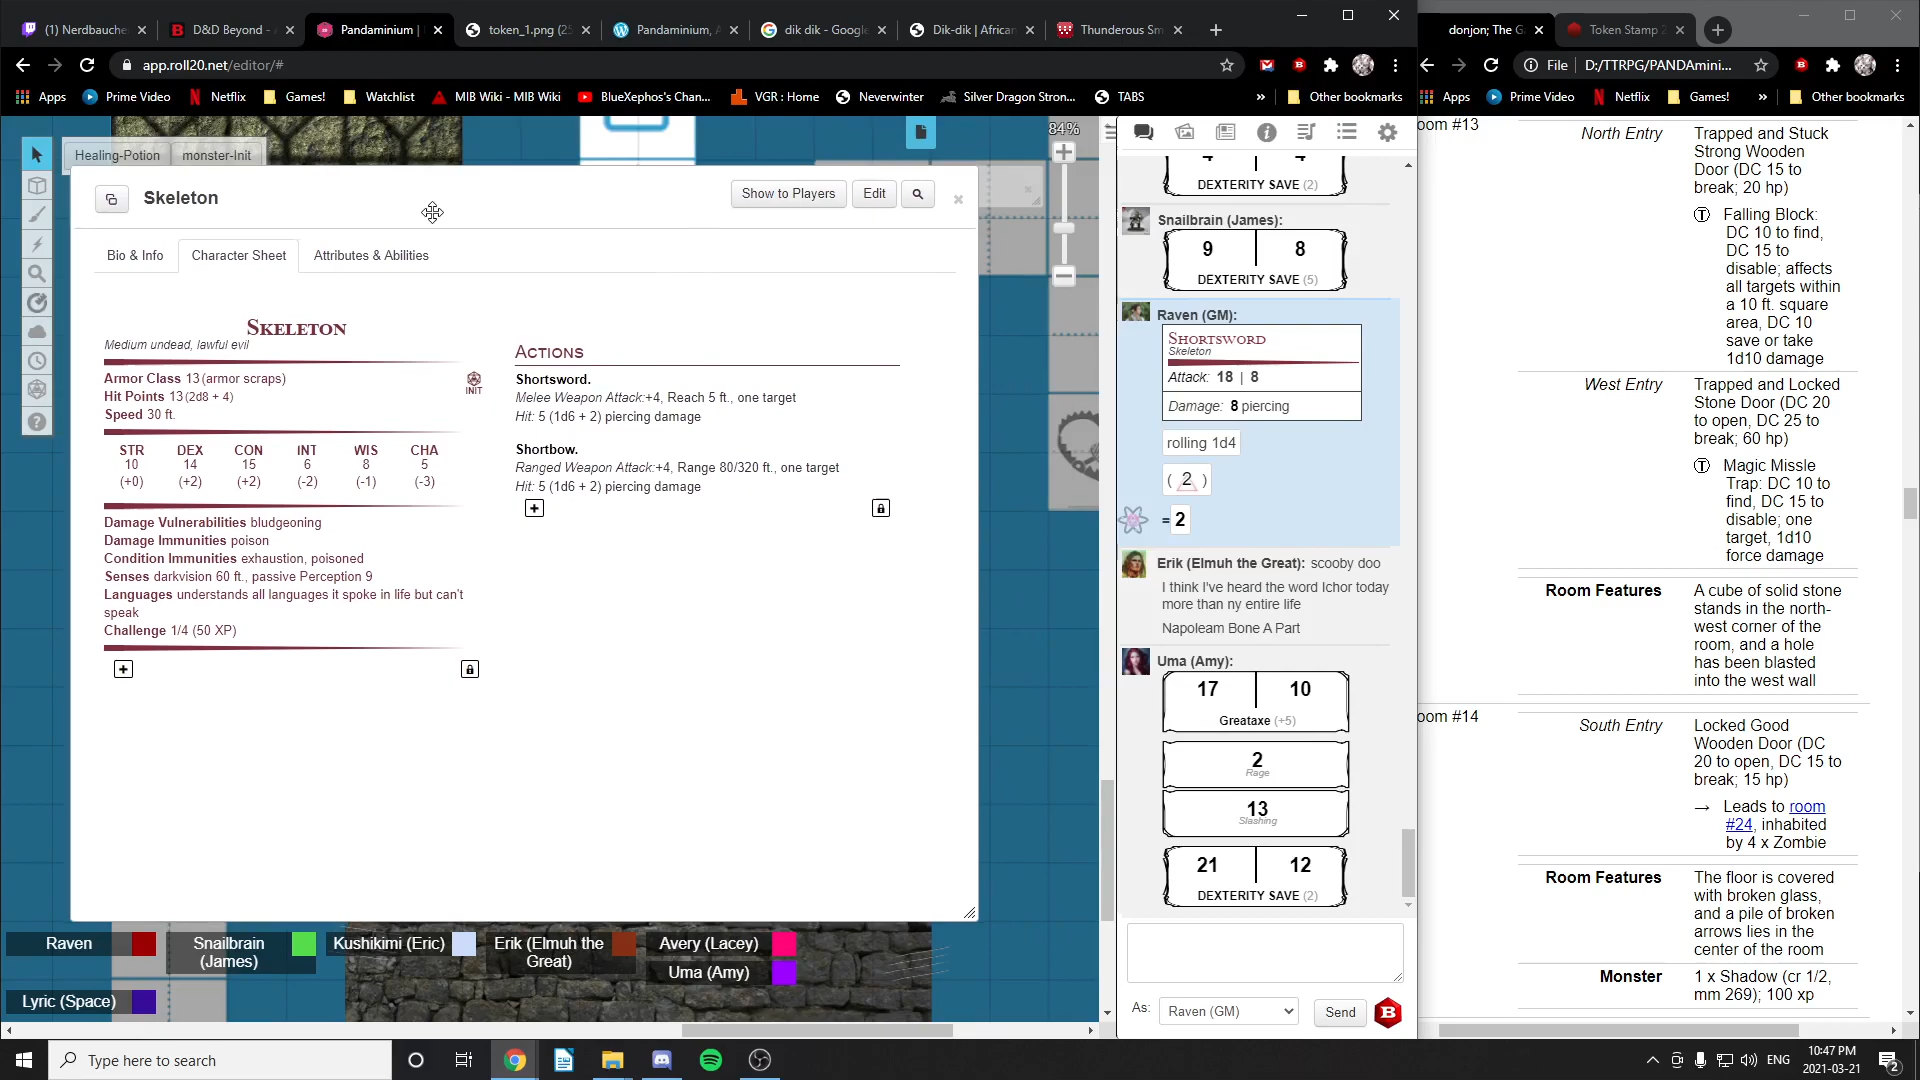 (1) Nerdbauche
D&D Beyond -
Pandaminium |
token_1.png (25
Pandaminium, A
dik dik - Google
Dik-dik | African
Thunderous Sm
donjon; The G
Token Stamp 2
app.roll20.net/editor/#
File | D:/TTRPG/PANDAmini...
Apps
Prime Video
Netflix
Games!
Watchlist
MIB Wiki - MIB Wiki
BlueXephos's Chan...
VGR : Home
Neverwinter
Silver Dragon Stron...
TABS
»
Other bookmarks
Apps
Prime Video
Netflix
Games!
»
Other bookmarks
Healing-Potion
monster-Init
84%
Skeleton
Show to Players
Edit
Bio & Info
Character Sheet
Attributes & Abilities
SKELETON
Medium undead, lawful evil
Armor Class 13 (armor scraps)
Hit Points 13 (2d8 + 4)
Speed 30 ft.
INIT
STR DEX CON INT WIS CHA
10 14 15 6 8 5
(+0) (+2) (+2) (-2) (-1) (-3)
Damage Vulnerabilities bludgeoning
Damage Immunities poison
Condition Immunities exhaustion, poisoned
Senses darkvision 60 ft., passive Perception 9
Languages understands all languages it spoke in life but can't
speak
Challenge 1/4 (50 XP)
ACTIONS
Shortsword.
Melee Weapon Attack:+4, Reach 5 ft., one target
Hit: 5 (1d6 + 2) piercing damage
Shortbow.
Ranged Weapon Attack:+4, Range 80/320 ft., one target
Hit: 5 (1d6 + 2) piercing damage
Raven
Snailbrain
(James)
Kushikimi (Eric)
Erik (Elmuh the
Great)
Avery (Lacey)
Uma (Amy)
Lyric (Space)
4 4
DEXTERITY SAVE (2)
Snailbrain (James):
9 8
DEXTERITY SAVE (5)
Raven (GM):
SHORTSWORD
Skeleton
Attack: 18 | 8
Damage: 8 piercing
rolling 1d4
( 2 )
= 2
Erik (Elmuh the Great): scooby doo
I think I've heard the word Ichor today
more than ny entire life
Napoleam Bone A Part
Uma (Amy):
17 10
Greataxe (+5)
2
Rage
13
Slashing
21 12
DEXTERITY SAVE (2)
As:
Raven (GM)
Send
oom #13
North Entry
Trapped and Stuck
Strong Wooden
Door (DC 15 to
break; 20 hp)
Ⓣ Falling Block:
DC 10 to find,
DC 15 to
disable; affects
all targets within
a 10 ft. square
area, DC 10
save or take
1d10 damage
West Entry
Trapped and Locked
Stone Door (DC 20
to open, DC 25 to
break; 60 hp)
Ⓣ Magic Missle
Trap: DC 10 to
find, DC 15 to
disable; one
target, 1d10
force damage
Room Features
A cube of solid stone
stands in the north-
west corner of the
room, and a hole
has been blasted
into the west wall
oom #14
South Entry
Locked Good
Wooden Door (DC
20 to open, DC 15 to
break; 15 hp)
→ Leads to room
#24, inhabited
by 4 x Zombie
Room Features
The floor is covered
with broken glass,
and a pile of broken
arrows lies in the
center of the room
Monster
1 x Shadow (cr 1/2,
mm 269); 100 xp
Type here to search
ENG
10:47 PM
2021-03-21
2